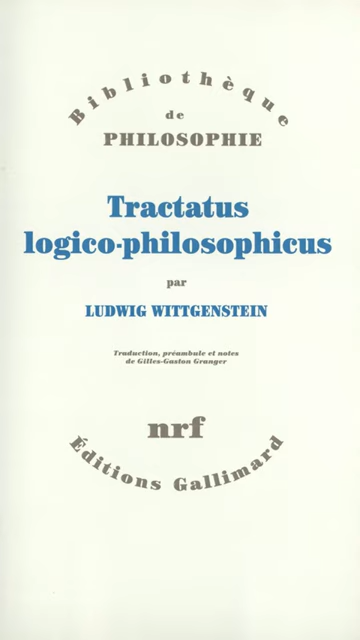 Bibliothèque
de
PHILOSOPHIE
Tractatus
logico-philosophicus
par
LUDWIG WITTGENSTEIN
Traduction, préambule et notes
de Gilles-Gaston Granger
nrf
Éditions Gallimard